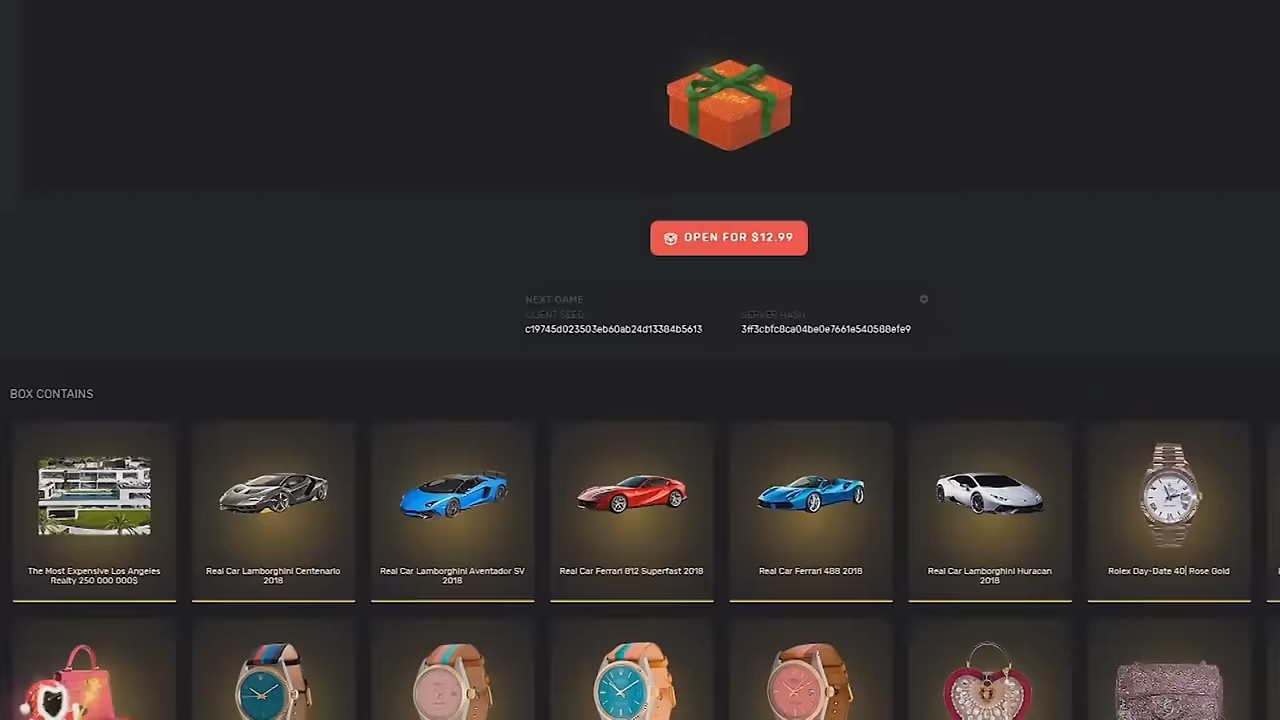 OPEN FOR $12.99
NEXT GAME
CLIENT SEED
SERVER HASH
c19745d023503eb60ab24d13384b5613
3ff3cbfc8ca04be0e7661e540588efe9
BOX CONTAINS
The Most Expensive Los Angeles
Realty 250 000 000$
Real Car Lamborghini Centenario
2018
Real Car Lamborghini Aventador SV
2018
Real Car Ferrari 812 Superfast 2018
Real Car Ferrari 488 2018
Real Car Lamborghini Huracan
2018
Rolex Day-Date 40| Rose Gold